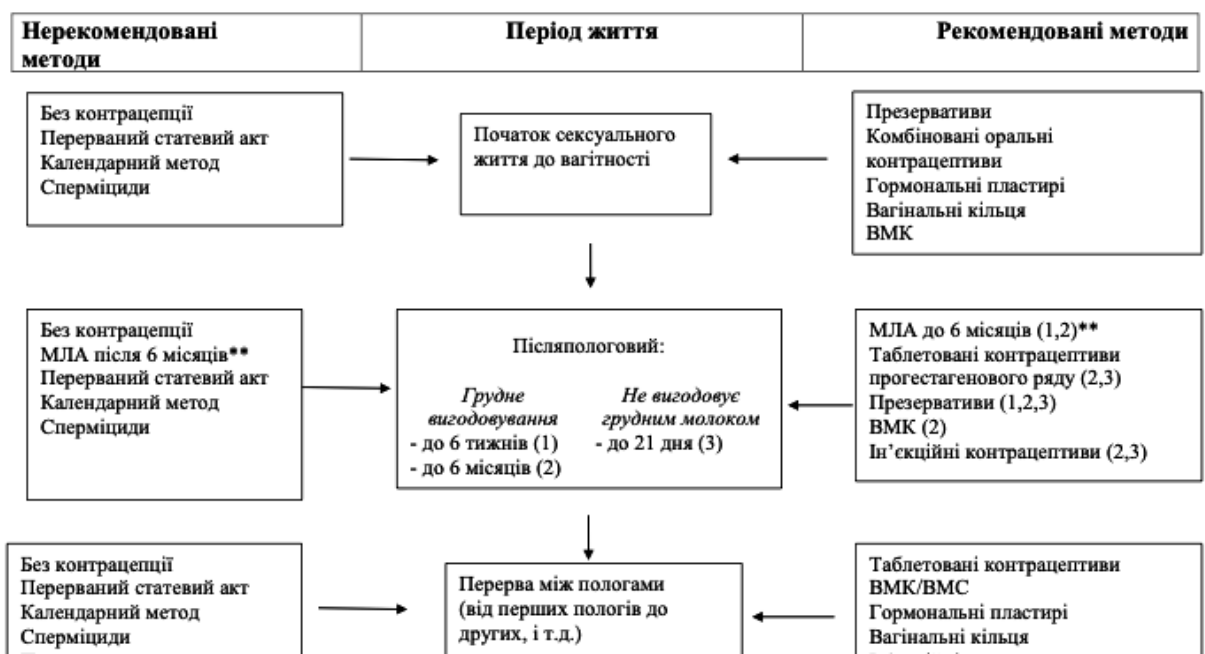 Нерекомендовані
методи
Період життя
Рекомендовані методи
Без контрацепції
Перерваний статевий акт
Календарний метод
Сперміциди
Початок сексуального
життя до вагітності
Презервативи
Комбіновані оральні
контрацептиви
Гормональні пластирі
Вагінальні кільця
ВМК
Без контрацепції
МЛА після 6 місяців**
Перерваний статевий акт
Календарний метод
Сперміциди
Післяпологовий:
Грудне
вигодовування
- до 6 тижнів (1)
- до 6 місяців (2)
Не вигодовує
грудним молоком
- до 21 дня (3)
МЛА до 6 місяців (1,2)**
Таблетовані контрацептиви
прогестагенового ряду (2,3)
Презервативи (1,2,3)
ВМК (2)
Ін’єкційні контрацептиви (2,3)
Без контрацепції
Перерваний статевий акт
Календарний метод
Сперміциди
Перерва між пологами
(від перших пологів до
других, і т.д.)
Таблетовані контрацептиви
ВМК/ВМС
Гормональні пластирі
Вагінальні кільця